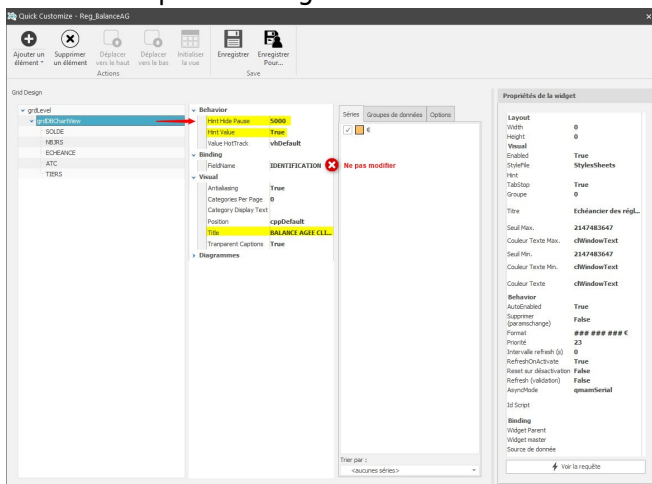 Quick Customize - Reg_BalanceAG
Ajouter un élément
Supprimer un élément
Déplacer vers le haut
Déplacer vers le bas
Initialiser la vue
Enregistrer
Enregistrer Pour...
Actions
Save
Grid Design
grdLevel
grdDBChartView
SOLDE
NBJRS
ECHEANCE
ATC
TIERS
Behavior
Hint Hide Pause 5000
Hint Value True
Value HotTrack vhDefault
Binding
FieldName IDENTIFICATION
Visual
Antialiasing True
Categories Per Page 0
Category Display Text
Position cppDefault
Title BALANCE AGEE CLI...
Tranparent Captions True
Diagrammes
Séries Groupes de données Options
€
Ne pas modifier
Trier par :
<aucunes séries>
Propriétés de la widget
Layout
Width 0
Height 0
Visual
Enabled True
StylePile StylesSheets
Hint
TabStop True
Groupe 0
Titre Echéancier des régl...
Seuil Max. 2147483647
Couleur Texte Max. clWindowText
Seuil Min. 2147483647
Couleur Texte Min. clWindowText
Couleur Texte clWindowText
Behavior
AutoEnabled True
Supprimer (paramschange) False
Format ### ### ### €
Priorité 23
Intervalle refresh (s) 0
RefreshOnActivate True
Reset sur désactivation False
Refresh (validation) False
AsyncMode qmamSerial
Id Script
Binding
Widget Parent
Widget master
Source de donnée
Voir la requête